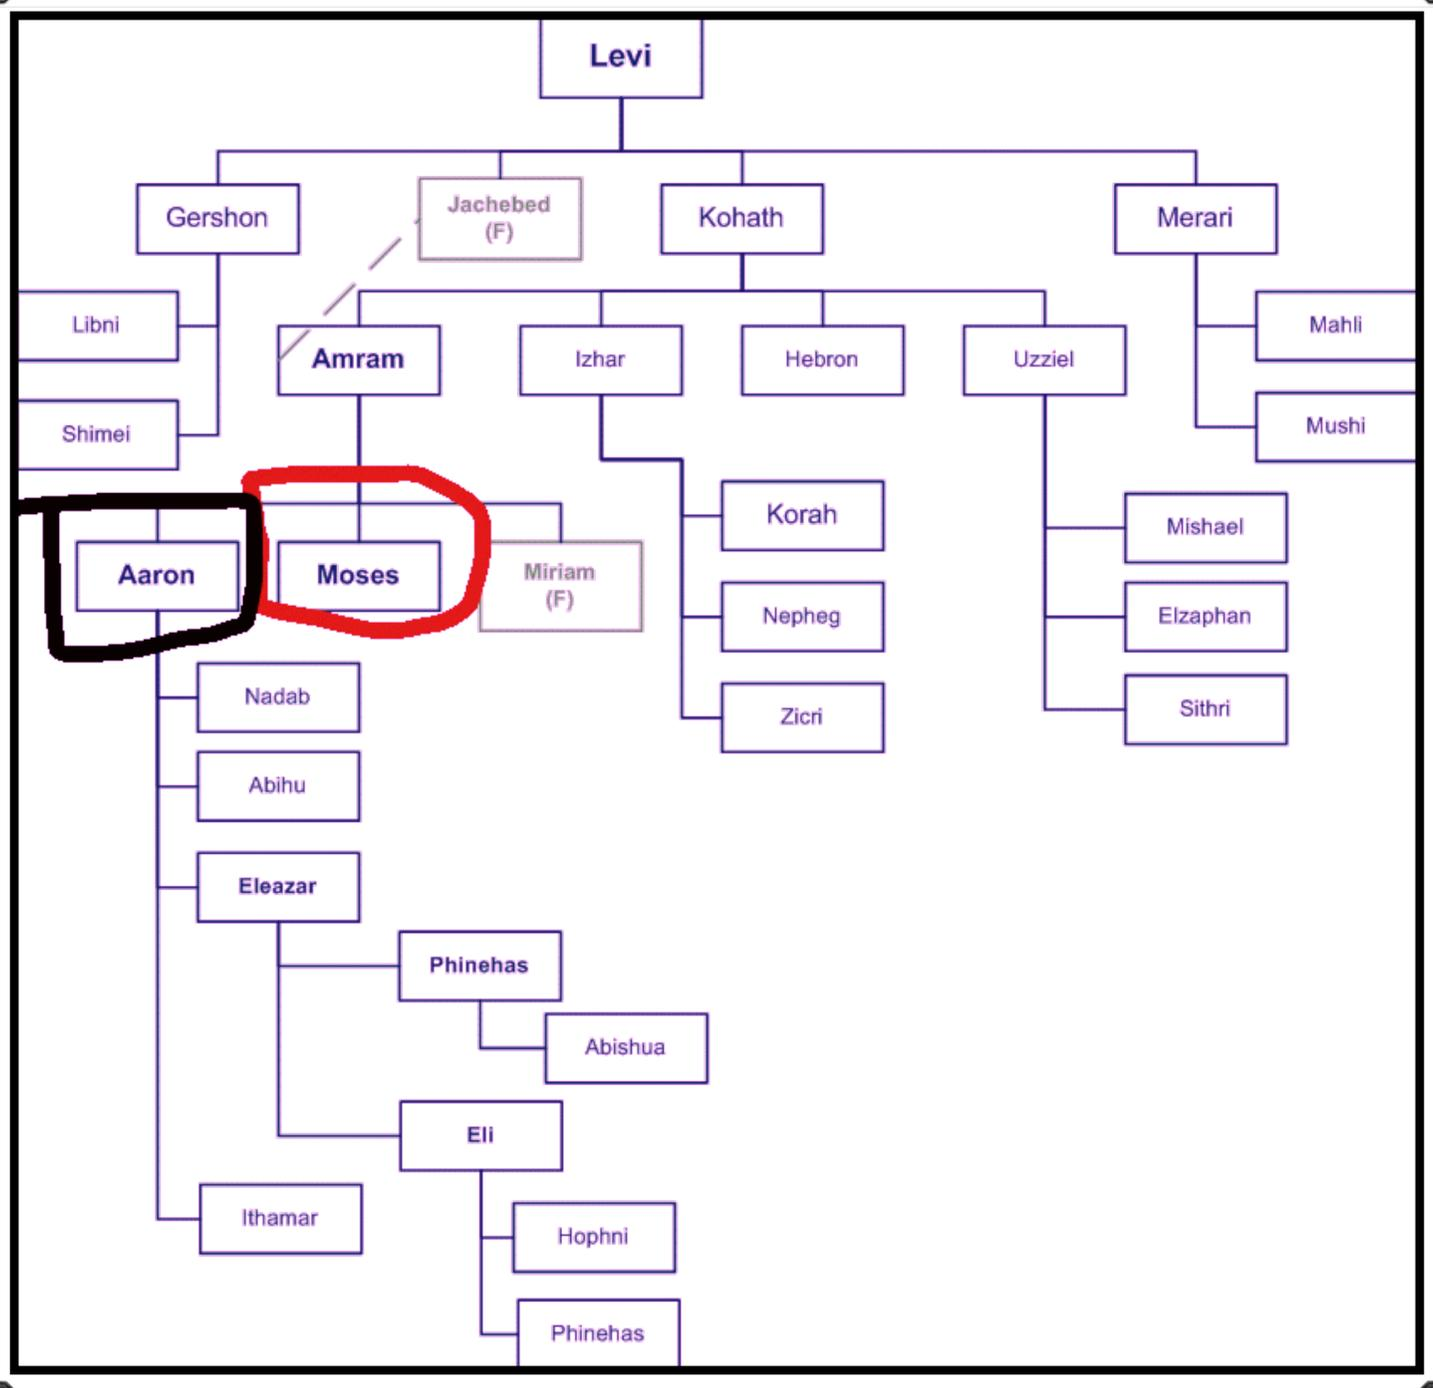 Levi
Gershon
Jachebed
(F)
Kohath
Merari
Libni
Amram
Izhar
Hebron
Uzziel
Mahli
Shimei
Mushi
Korah
Mishael
Aaron
Moses
Miriam
(F)
Nepheg
Elzaphan
Nadab
Zicri
Sithri
Abihu
Eleazar
Phinehas
Abishua
Eli
Ithamar
Hophni
Phinehas